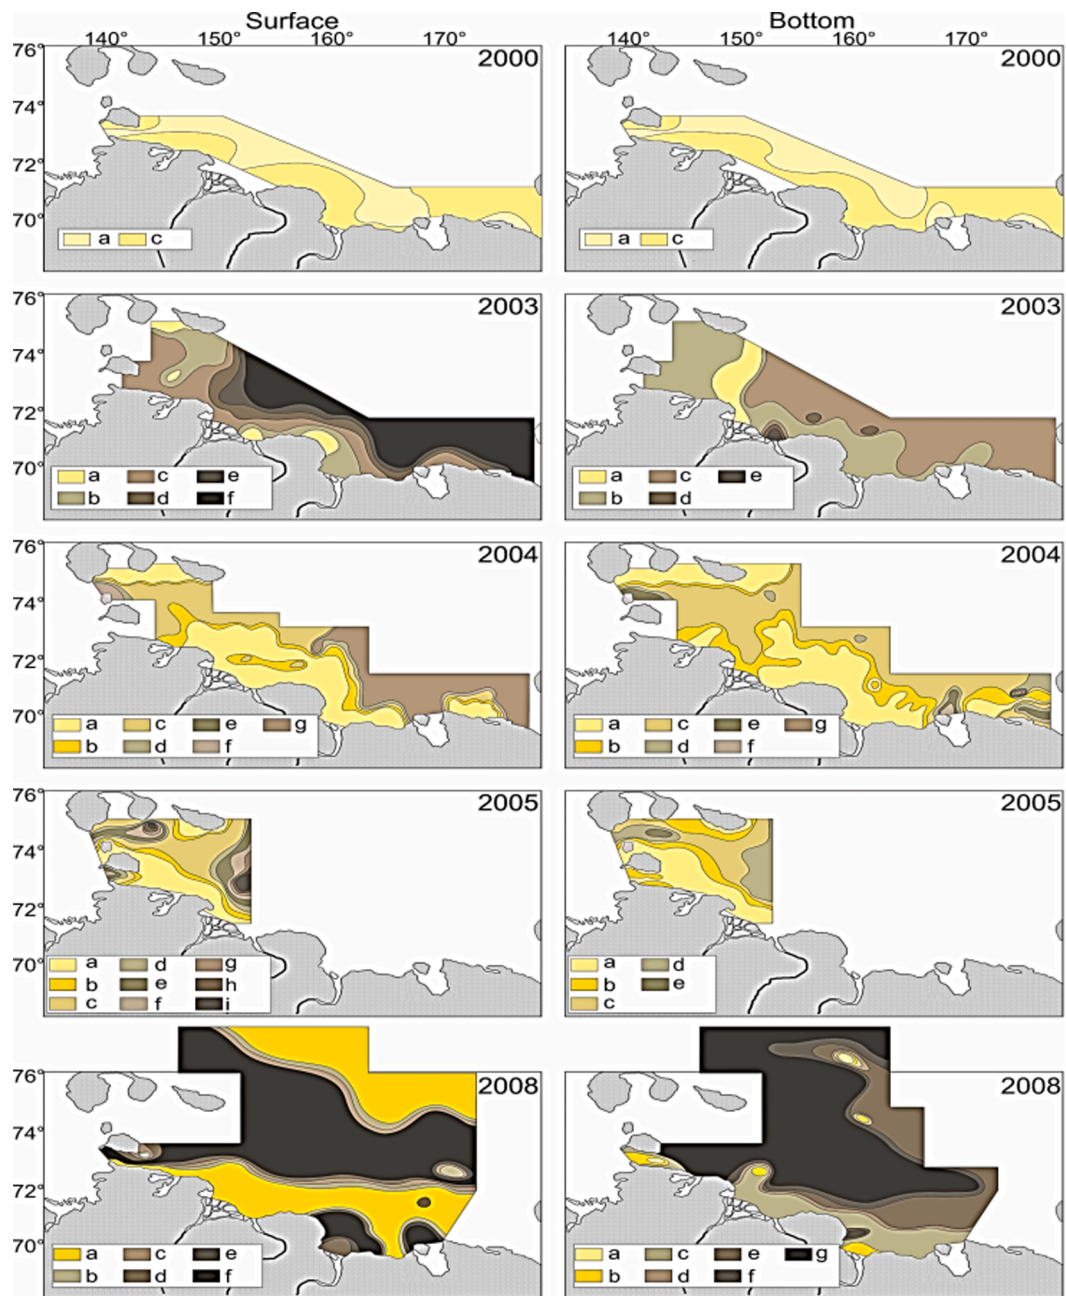 Surface Bottom
140° 150° 160° 170° 140° 150° 160° 170°
76° 2000 2000
74°
72°
70°
a c a c
76° 2003 2003
74°
72°
70°
a c e a c e
b d f b d
76° 2004 2004
74°
72°
70°
a c e g a c e g
b d f b d f
76° 2005 2005
74°
72°
70°
a d g a d
b e h b e
c f i c
76° 2008 2008
74°
72°
70°
a c e a c e g
b d f b d f